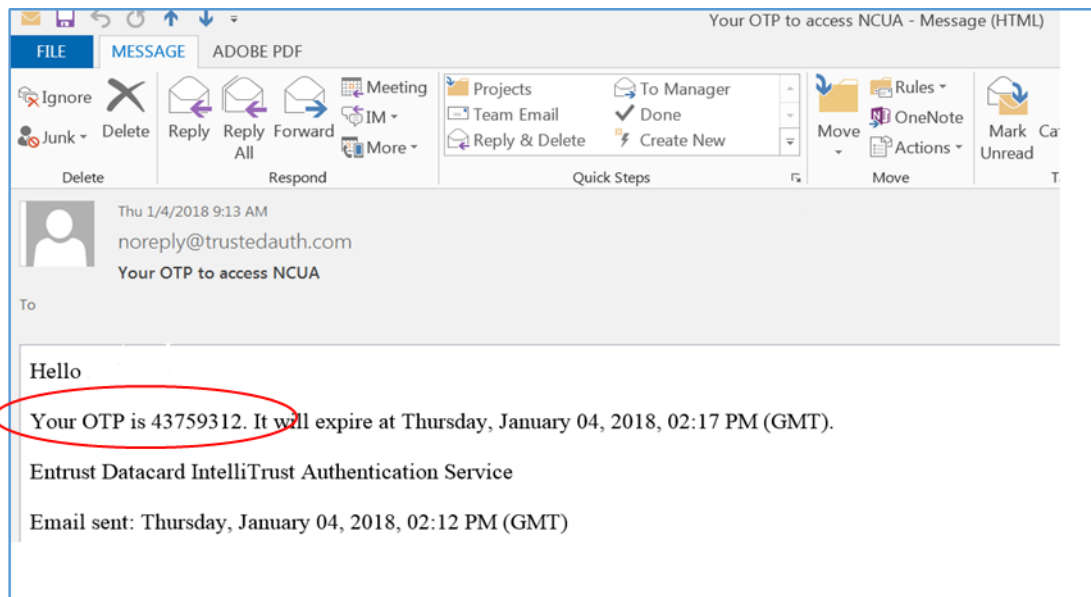 Your OTP to access NCUA - Message (HTML)
FILE MESSAGE ADOBE PDF
Ignore
Junk
Delete
Reply
Reply All
Forward
Meeting
IM
More
Projects
Team Email
Reply & Delete
To Manager
Done
Create New
Move
Rules
OneNote
Actions
Mark Unread
Delete Respond Quick Steps Move
Thu 1/4/2018 9:13 AM
noreply@trustedauth.com
Your OTP to access NCUA
To
Hello
Your OTP is 43759312. It will expire at Thursday, January 04, 2018, 02:17 PM (GMT).
Entrust Datacard IntelliTrust Authentication Service
Email sent: Thursday, January 04, 2018, 02:12 PM (GMT)